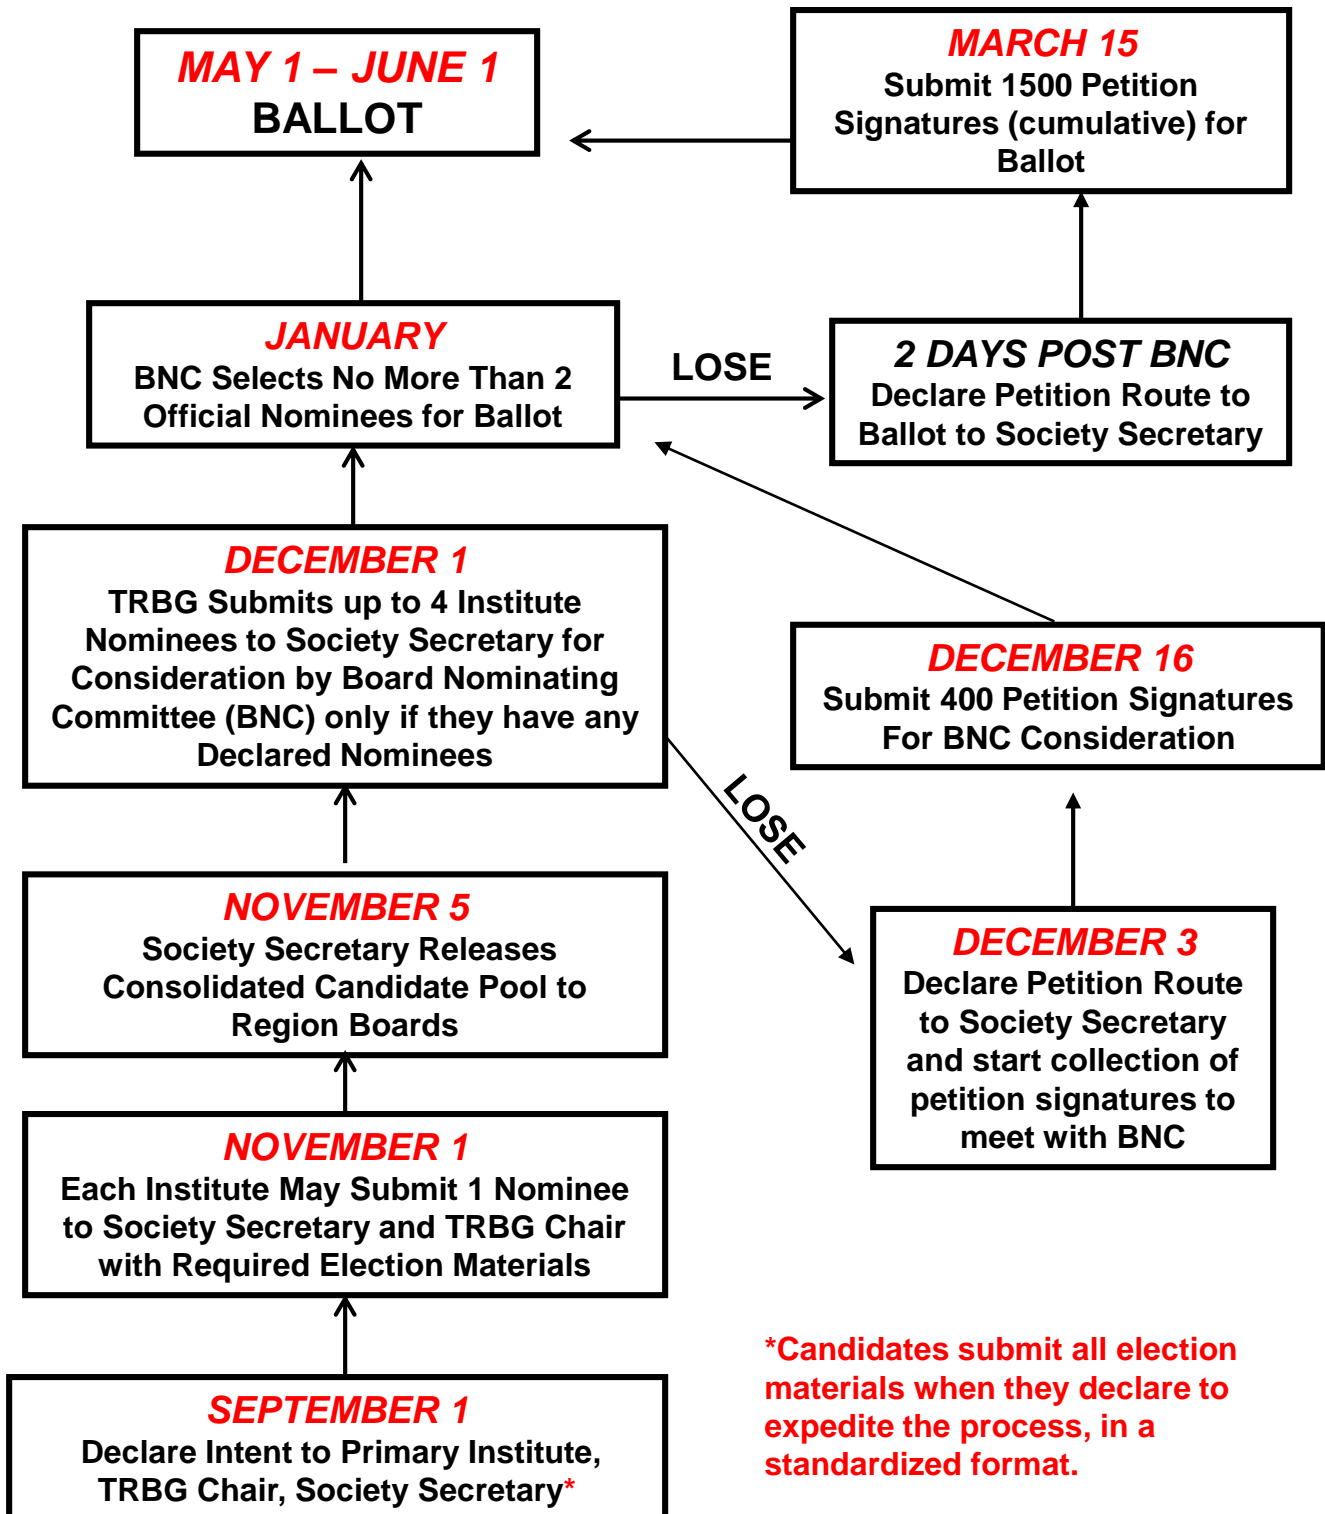 MAY 1 – JUNE 1
BALLOT
MARCH 15
Submit 1500 Petition
Signatures (cumulative) for
Ballot
JANUARY
BNC Selects No More Than 2
Official Nominees for Ballot
LOSE
2 DAYS POST BNC
Declare Petition Route to
Ballot to Society Secretary
DECEMBER 1
TRBG Submits up to 4 Institute
Nominees to Society Secretary for
Consideration by Board Nominating
Committee (BNC) only if they have any
Declared Nominees
DECEMBER 16
Submit 400 Petition Signatures
For BNC Consideration
LOSE
NOVEMBER 5
Society Secretary Releases
Consolidated Candidate Pool to
Region Boards
DECEMBER 3
Declare Petition Route
to Society Secretary
and start collection of
petition signatures to
meet with BNC
NOVEMBER 1
Each Institute May Submit 1 Nominee
to Society Secretary and TRBG Chair
with Required Election Materials
SEPTEMBER 1
Declare Intent to Primary Institute,
TRBG Chair, Society Secretary*
*Candidates submit all election
materials when they declare to
expedite the process, in a
standardized format.